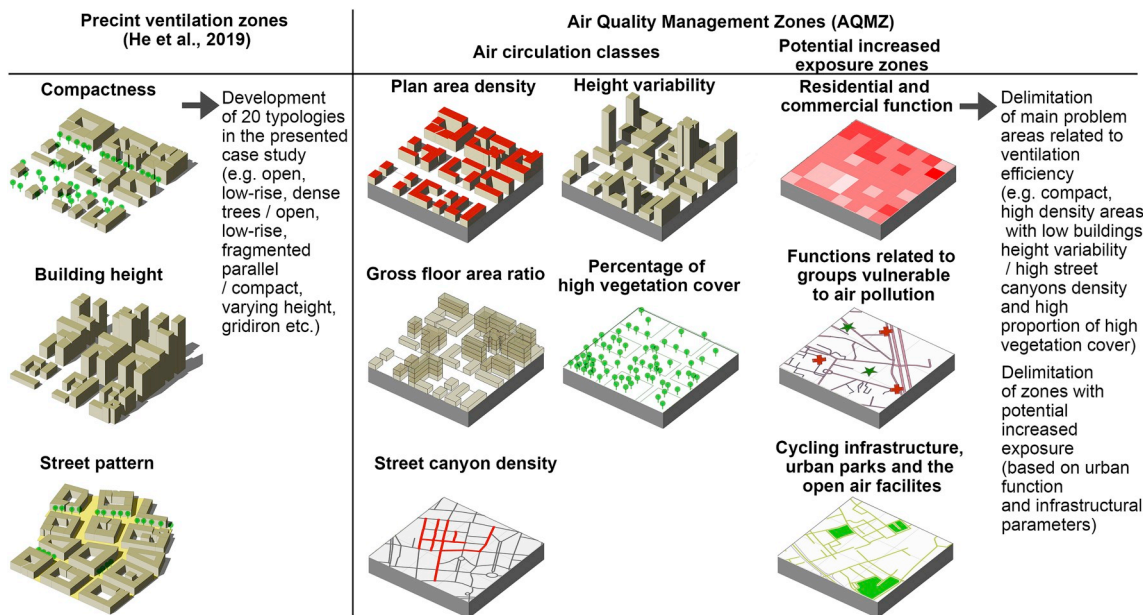 Precint ventilation zones
(He et al., 2019)
Compactness
Development
of 20 typologies
in the presented
case study
(e.g. open,
low-rise, dense
trees / open,
low-rise,
fragmented
parallel
/ compact,
varying height,
gridiron etc.)
Building height
Street pattern
Air Quality Management Zones (AQMZ)
Air circulation classes
Plan area density
Height variability
Gross floor area ratio
Percentage of
high vegetation cover
Street canyon density
Potential increased
exposure zones
Residential and
commercial function
Functions related to
groups vulnerable
to air pollution
Cycling infrastructure,
urban parks and the
open air facilites
Delimitation
of main problem
areas related to
ventilation
efficiency
(e.g. compact,
high density areas
with low buildings
height variability
/ high street
canyons density
and high
proportion of high
vegetation cover)
Delimitation
of zones with
potential
increased
exposure
(based on urban
function
and infrastructural
parameters)